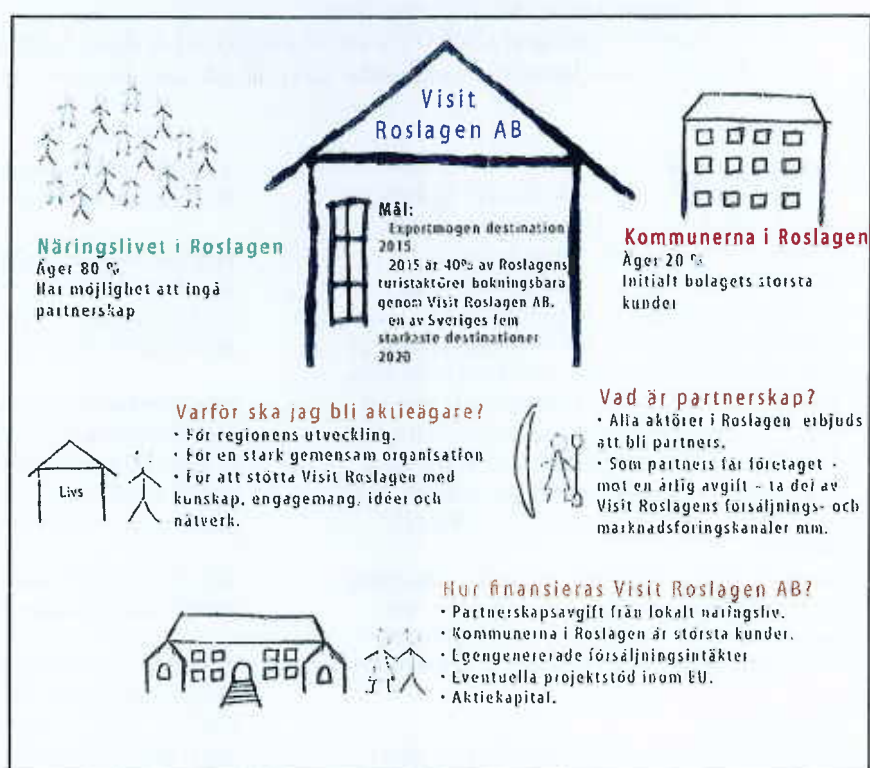 Visit
Roslagen AB
Näringslivet i Roslagen
Äger 80 %
Har möjlighet att ingå
partnerskap
Mål:
Exportmogen destination
2015.
2015 är 40% av Roslagens
turistaktörer bokningsbara
genom Visit Roslagen AB.
en av Sveriges fem
starkaste destinationer
2020
Kommunerna i Roslagen
Äger 20 %
Initialt bolagets största
kunder
Varför ska jag bli aktieägare?
• För regionens utveckling.
• För en stark gemensam organisation
• För att stötta Visit Roslagen med
kunskap, engagemang, idéer och
nätverk.
Livs
Vad är partnerskap?
• Alla aktörer i Roslagen erbjuds
att bli partners.
• Som partners får företaget -
mot en årlig avgift - ta del av
Visit Roslagens försäljnings- och
marknadsföringskanaler mm.
Hur finansieras Visit Roslagen AB?
• Partnerskapsavgift från lokalt näringsliv.
• Kommunerna i Roslagen är största kunder.
• Egengenererade försäljningsintäkter
• Eventuella projektstöd inom EU.
• Aktiekapital.